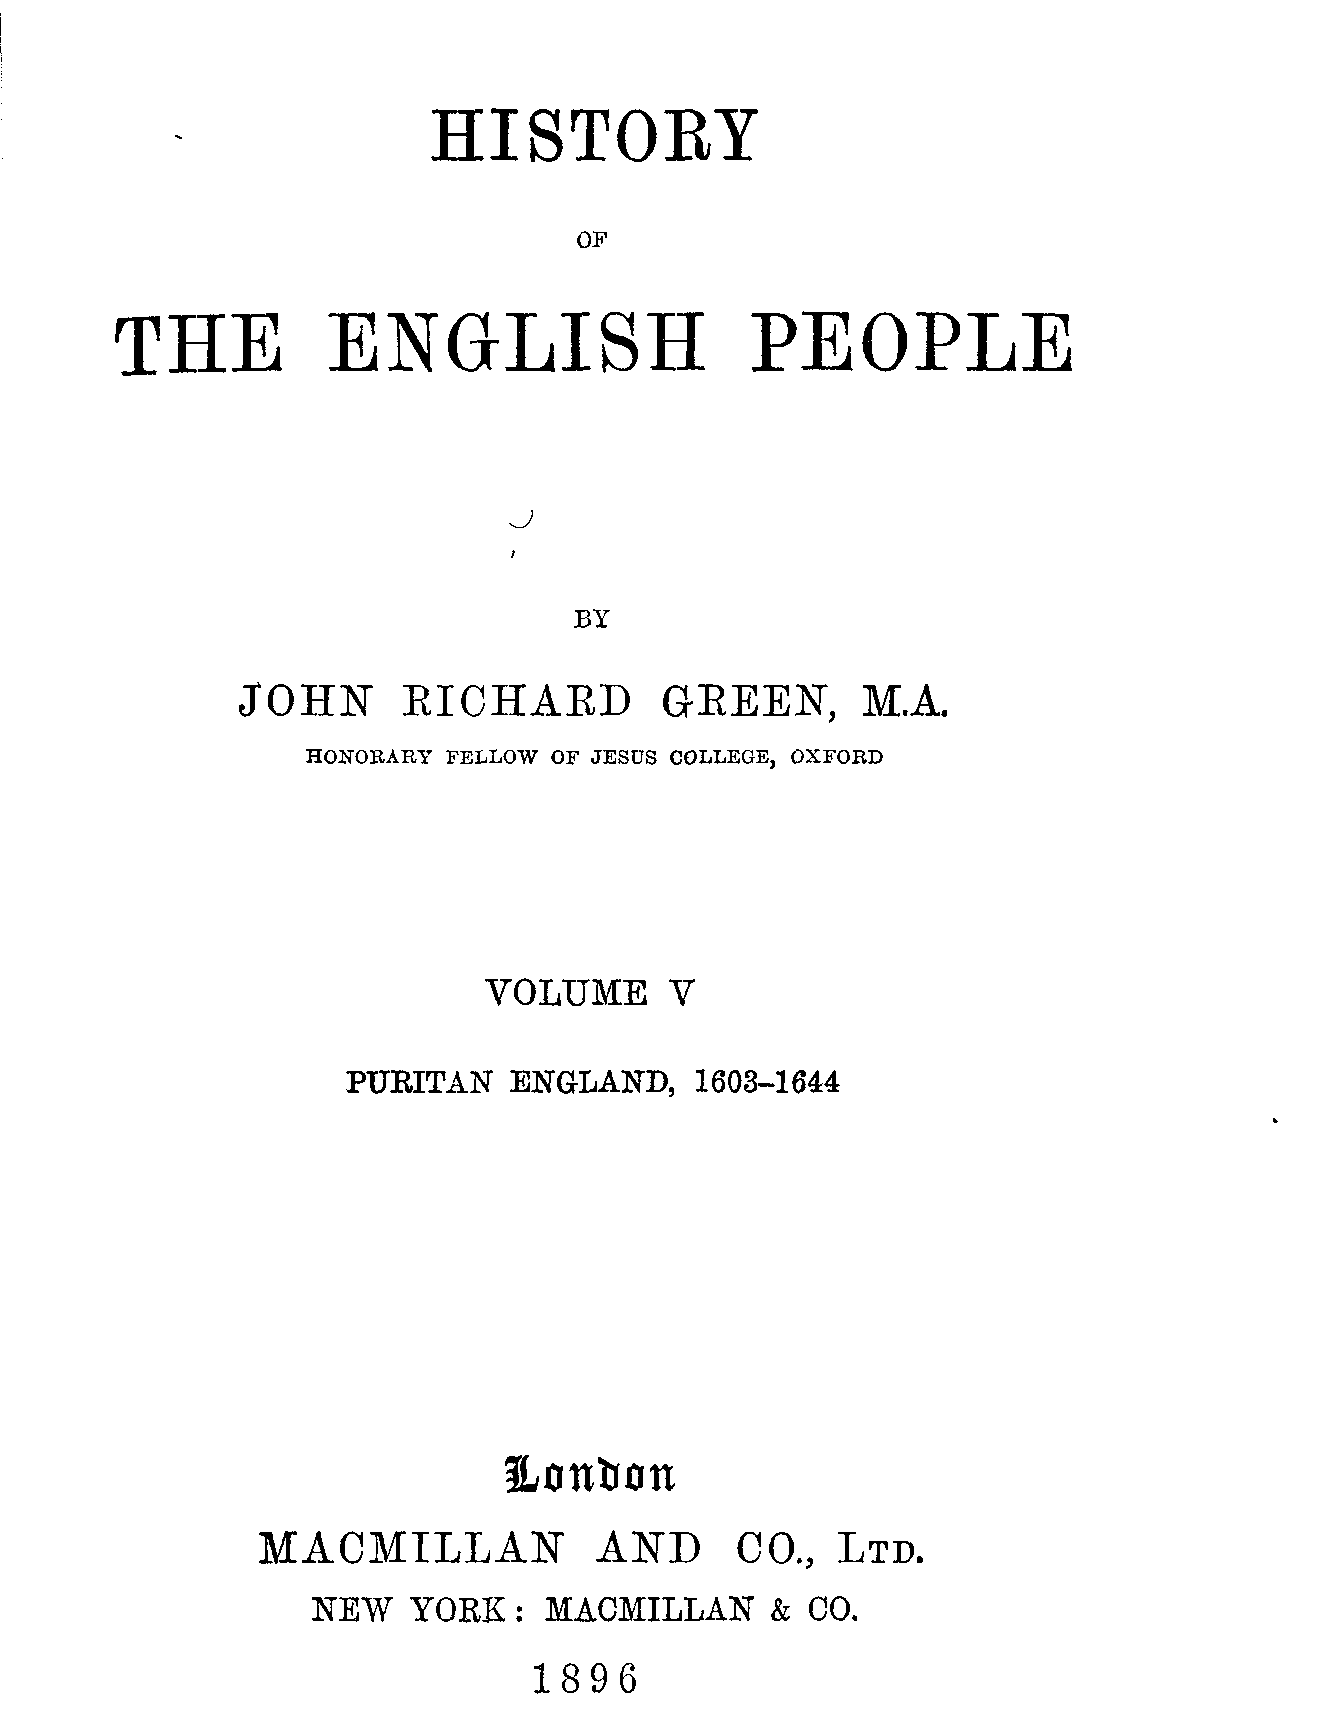 HISTORY
OF
THE ENGLISH PEOPLE
BY
JOHN RICHARD GREEN, M.A.
HONORARY FELLOW OF JESUS COLLEGE, OXFORD
VOLUME V
PURITAN ENGLAND, 1603–1644
London
MACMILLAN AND CO., LTD.
NEW YORK: MACMILLAN & CO.
1896